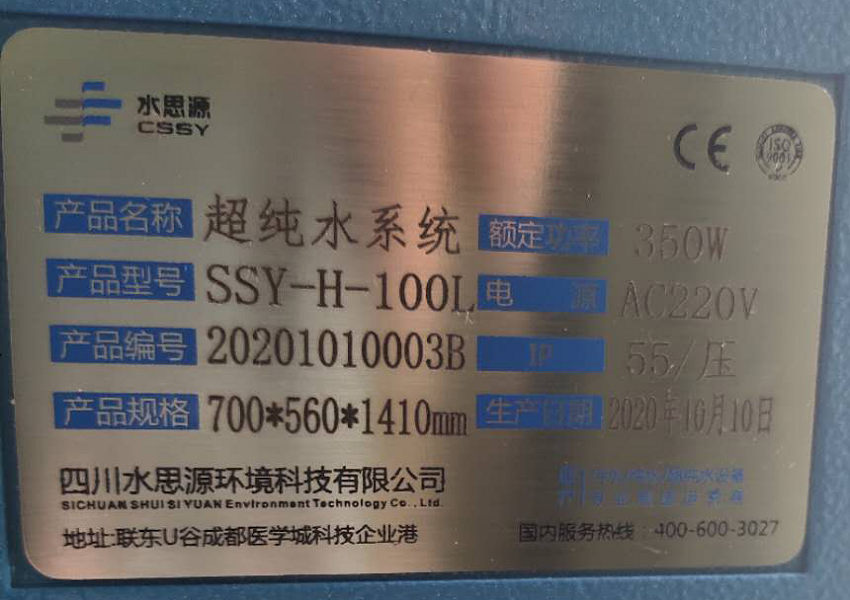 水思源
CSSY
CE
ISO
9001
产品名称 超纯水系统 额定功率 350W
产品型号 SSY-H-100L 电 源 AC220V
产品编号 20201010003B IP 55/压
产品规格 700*560*1410mm 生产日期 2020年10月10日
四川水思源环境科技有限公司
SICHUAN SHUI SI YUAN Environment Technology Co., Ltd.
地址:联东U谷成都医学城科技企业港
国内服务热线：400-600-3027